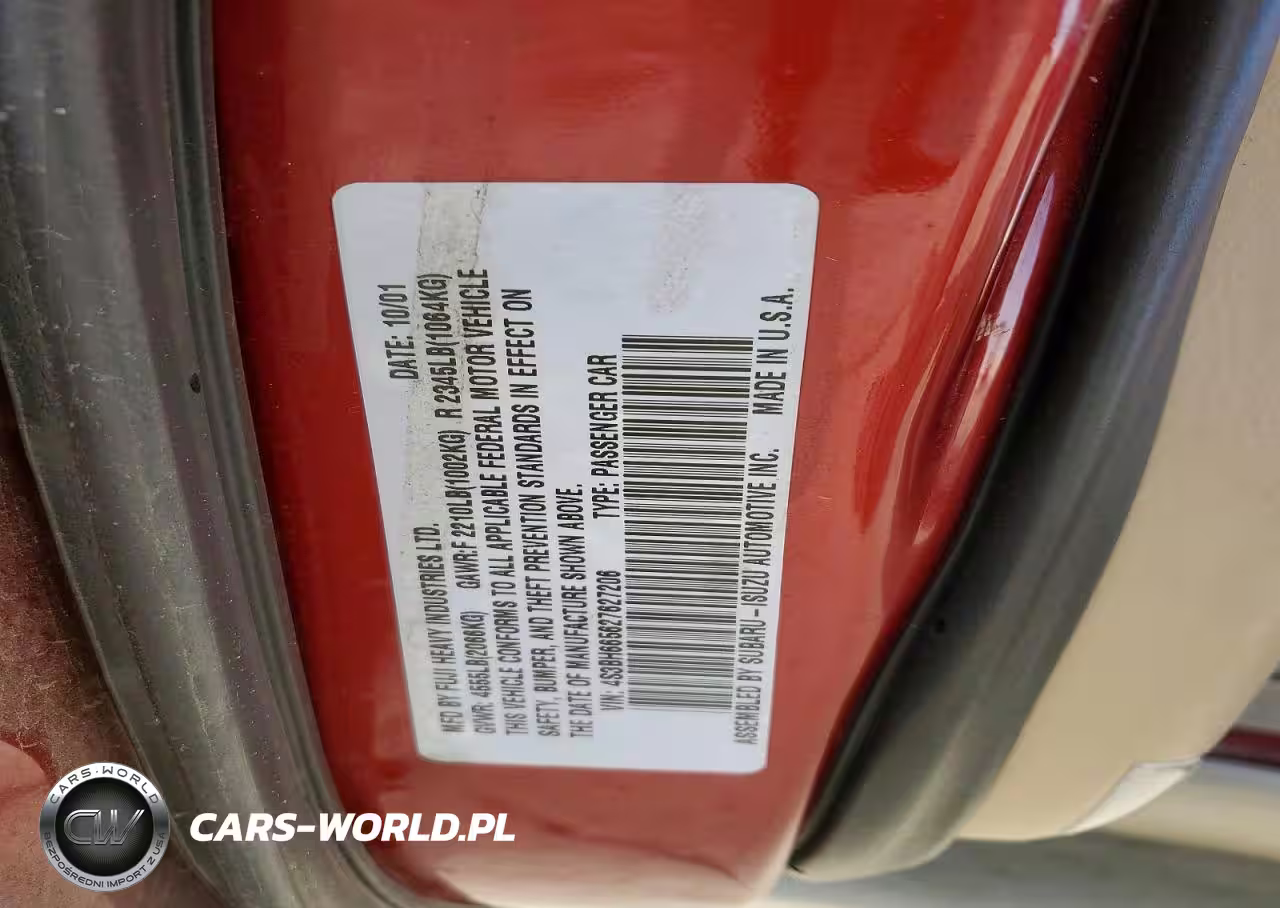 MFD BY FUJI HEAVY INDUSTRIES LTD. DATE: 10/01
GVWR: 4555LB(2066KG) GAWR:F 2210LB(1002KG) R 2345LB(1064KG)
THIS VEHICLE CONFORMS TO ALL APPLICABLE FEDERAL MOTOR VEHICLE
SAFETY, BUMPER, AND THEFT PREVENTION STANDARDS IN EFFECT ON
THE DATE OF MANUFACTURE SHOWN ABOVE.
VIN: 4S3BH665627627206 TYPE: PASSENGER CAR
ASSEMBLED BY SUBARU-ISUZU AUTOMOTIVE INC. MADE IN U.S.A.
CARS-WORLD
CW
BEZPOŚREDNI IMPORT Z USA
CARS-WORLD.PL